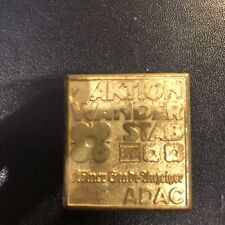 AKTION
WANDER
STAB
Kölner Stadt-Anzeiger
ADAC